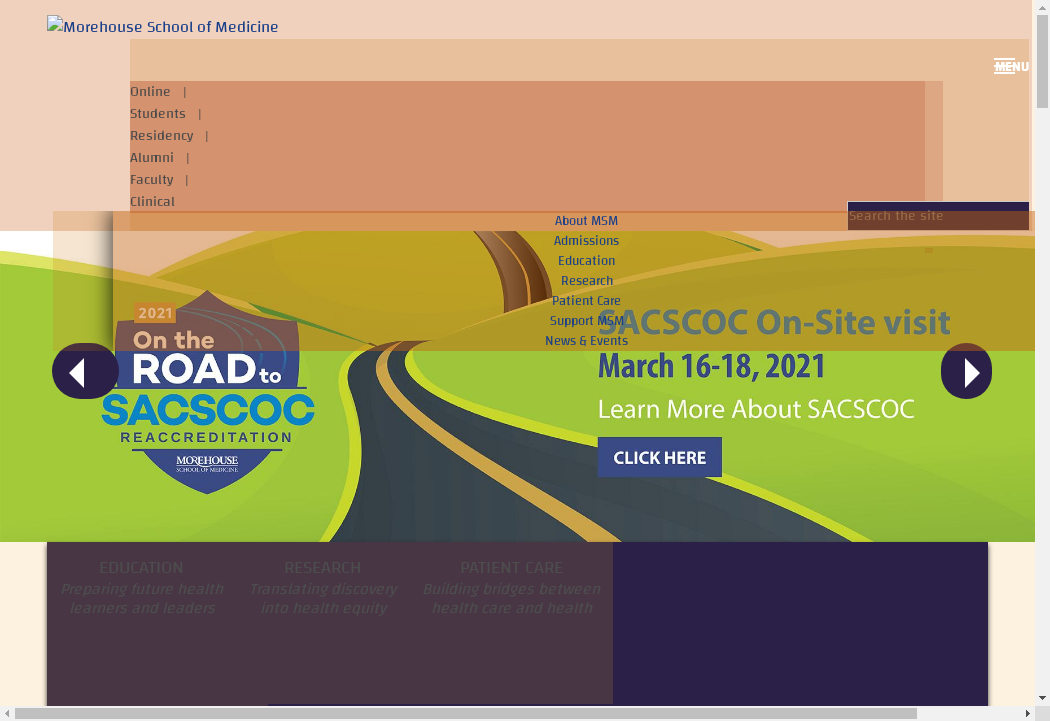 Morehouse School of Medicine
MENU
Online |
Students |
Residency |
Alumni |
Faculty |
Clinical
Search the site
About MSM
Admissions
Education
Research
Patient Care
Support MSM
News & Events
2021
On the
ROAD to
SACSCOC
REACCREDITATION
MOREHOUSE
SCHOOL OF MEDICINE
SACSCOC On-Site visit
March 16-18, 2021
Learn More About SACSCOC
CLICK HERE
EDUCATION
Preparing future health
learners and leaders
RESEARCH
Translating discovery
into health equity
PATIENT CARE
Building bridges between
health care and health